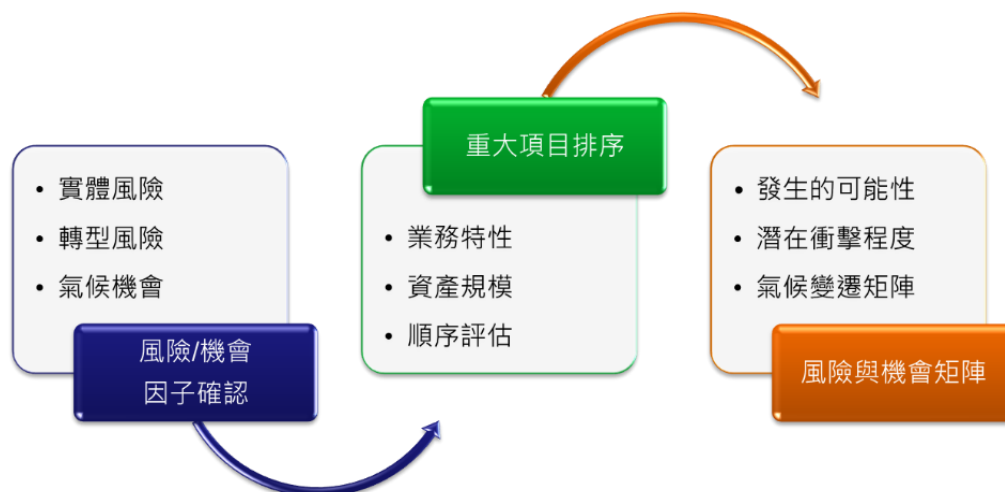 • 實體風險
• 轉型風險
• 氣候機會
風險/機會
因子確認
重大項目排序
• 業務特性
• 資產規模
• 順序評估
• 發生的可能性
• 潛在衝擊程度
• 氣候變遷矩陣
風險與機會矩陣